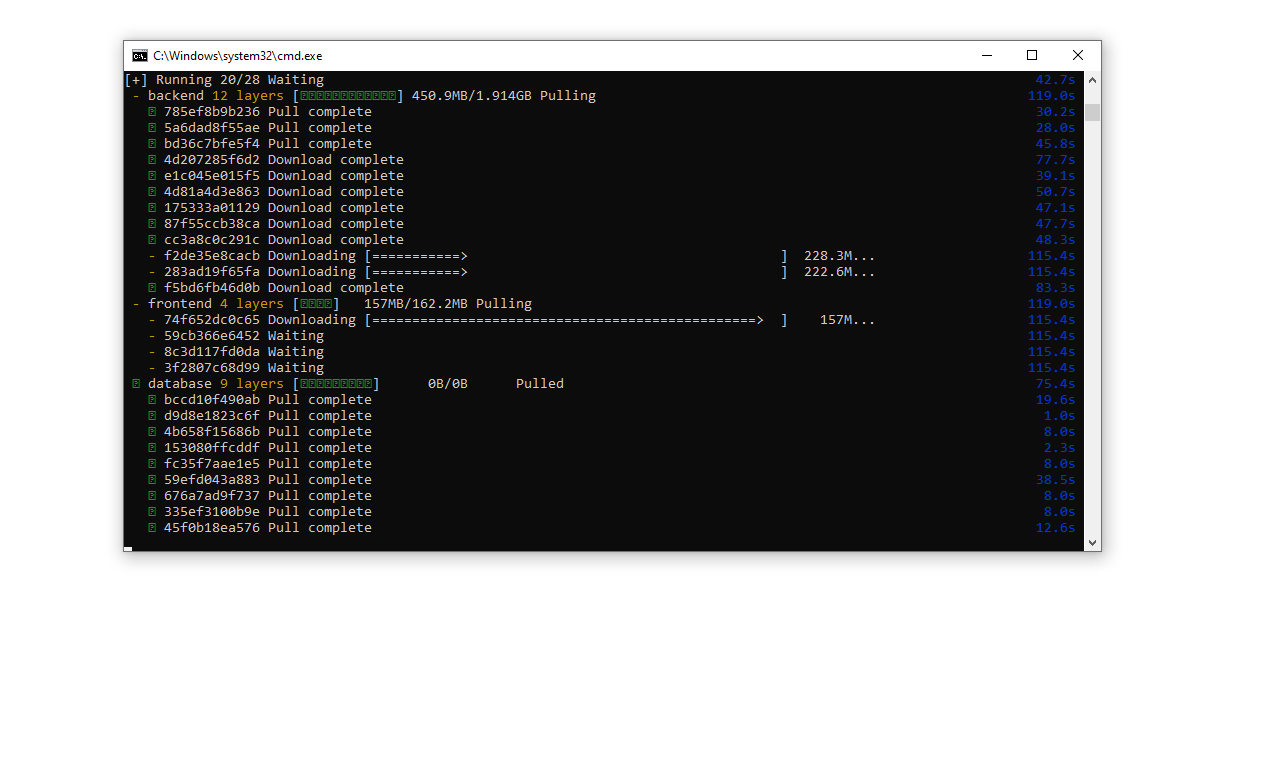 C:\Windows\system32\cmd.exe
[+] Running 20/28 Waiting 42.7s
- backend 12 layers [⍰⍰⍰⍰⍰⍰⍰⍰⍰⍰⍰⍰] 450.9MB/1.914GB Pulling 119.0s
⍰ 785ef8b9b236 Pull complete 30.2s
⍰ 5a6dad8f55ae Pull complete 28.0s
⍰ bd36c7bfe5f4 Pull complete 45.8s
⍰ 4d207285f6d2 Download complete 77.7s
⍰ e1c045e015f5 Download complete 39.1s
⍰ 4d81a4d3e863 Download complete 50.7s
⍰ 175333a01129 Download complete 47.1s
⍰ 87f55ccb38ca Download complete 47.7s
⍰ cc3a8c0c291c Download complete 48.3s
- f2de35e8cacb Downloading [===========> ] 228.3M... 115.4s
- 283ad19f65fa Downloading [===========> ] 222.6M... 115.4s
⍰ f5bd6fb46d0b Download complete 83.3s
- frontend 4 layers [⍰⍰⍰⍰] 157MB/162.2MB Pulling 119.0s
- 74f652dc0c65 Downloading [================================================> ] 157M... 115.4s
- 59cb366e6452 Waiting 115.4s
- 8c3d117fd0da Waiting 115.4s
- 3f2807c68d99 Waiting 115.4s
⍰ database 9 layers [⍰⍰⍰⍰⍰⍰⍰⍰⍰] 0B/0B Pulled 75.4s
⍰ bccd10f490ab Pull complete 19.6s
⍰ d9d8e1823c6f Pull complete 1.0s
⍰ 4b658f15686b Pull complete 8.0s
⍰ 153080ffcddf Pull complete 2.3s
⍰ fc35f7aae1e5 Pull complete 8.0s
⍰ 59efd043a883 Pull complete 38.5s
⍰ 676a7ad9f737 Pull complete 8.0s
⍰ 335ef3100b9e Pull complete 8.0s
⍰ 45f0b18ea576 Pull complete 12.6s